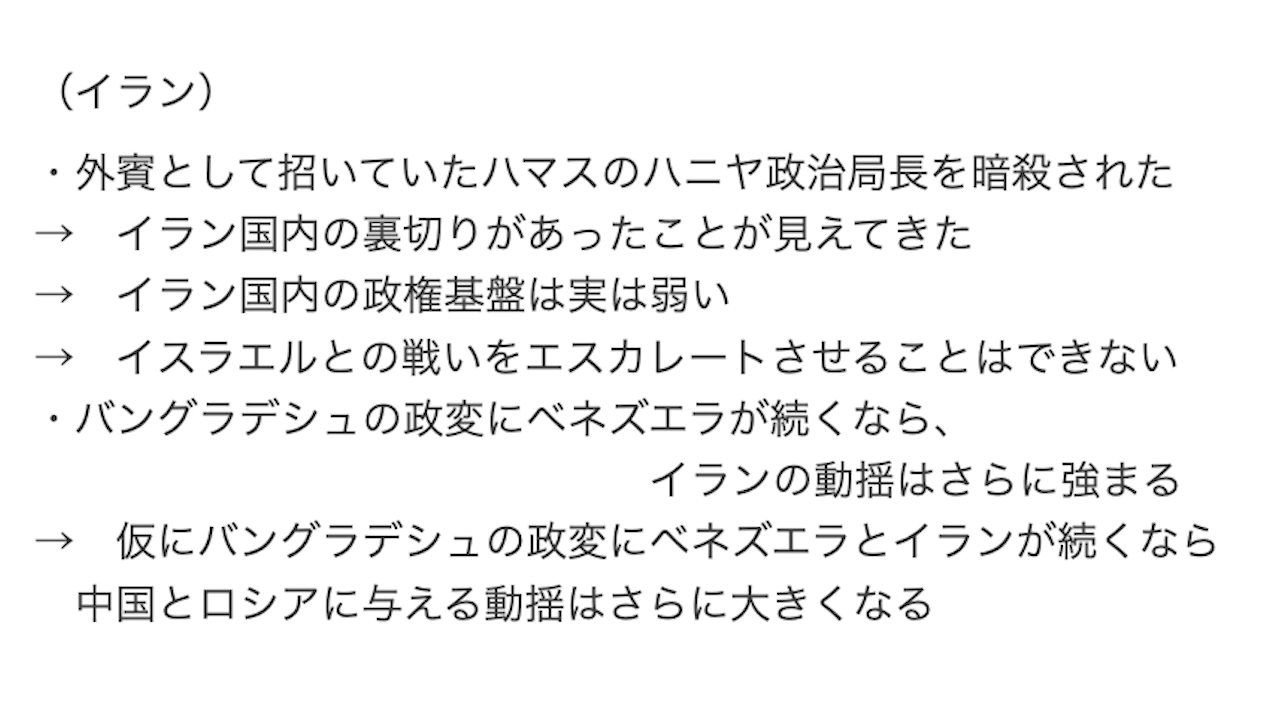 （イラン）
・外賓として招いていたハマスのハニヤ政治局長を暗殺された
→　イラン国内の裏切りがあったことが見えてきた
→　イラン国内の政権基盤は実は弱い
→　イスラエルとの戦いをエスカレートさせることはできない
・バングラデシュの政変にベネズエラが続くなら、
イランの動揺はさらに強まる
→　仮にバングラデシュの政変にベネズエラとイランが続くなら
中国とロシアに与える動揺はさらに大きくなる